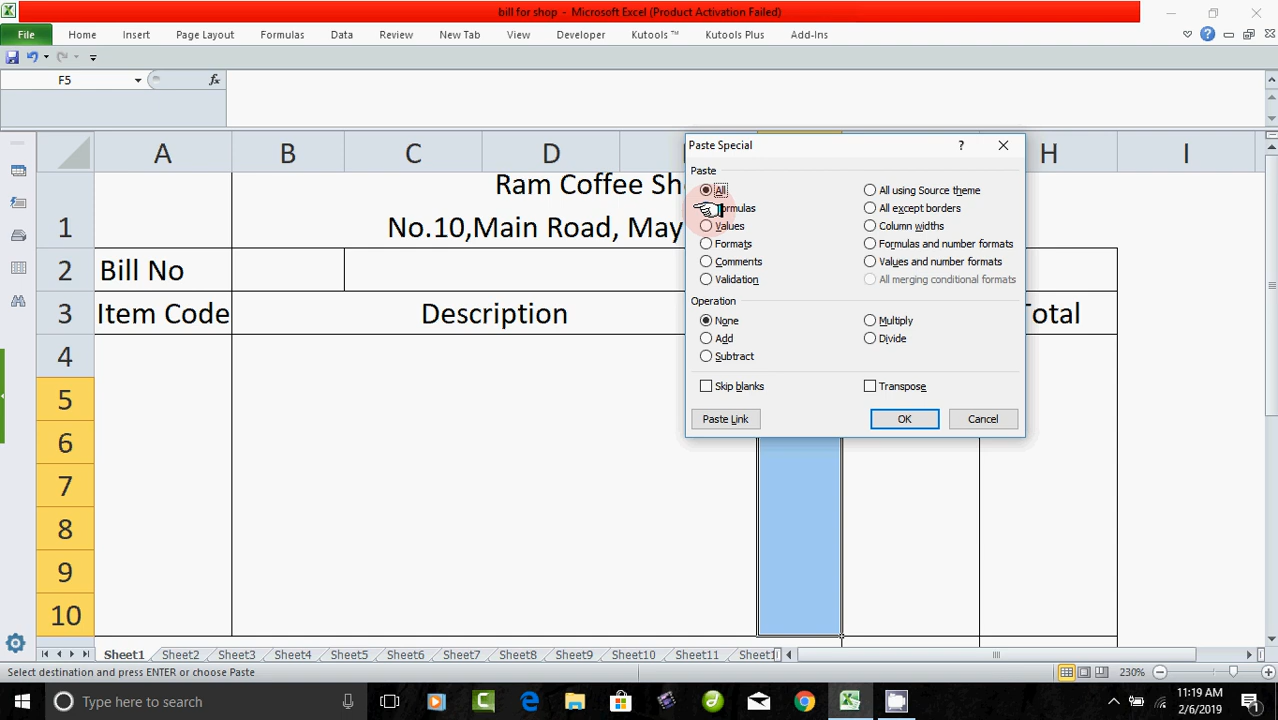 bill for shop - Microsoft Excel (Product Activation Failed)
File Home Insert Page Layout Formulas Data Review New Tab View Developer Kutools ™ Kutools Plus Add-Ins
F5 fx
A B C D H I
1 2 3 4 5 6 7 8 9 10
Ram Coffee Sh
No.10,Main Road, May
Bill No
Item Code Description Total
Paste Special ?
Paste
All All using Source theme
Formulas All except borders
Values Column widths
Formats Formulas and number formats
Comments Values and number formats
Validation All merging conditional formats
Operation
None Multiply
Add Divide
Subtract
Skip blanks Transpose
Paste Link OK Cancel
Sheet1 Sheet2 Sheet3 Sheet4 Sheet5 Sheet6 Sheet7 Sheet8 Sheet9 Sheet10 Sheet11 Sheet1
Select destination and press ENTER or choose Paste 230%
Type here to search
11:19 AM
2/6/2019